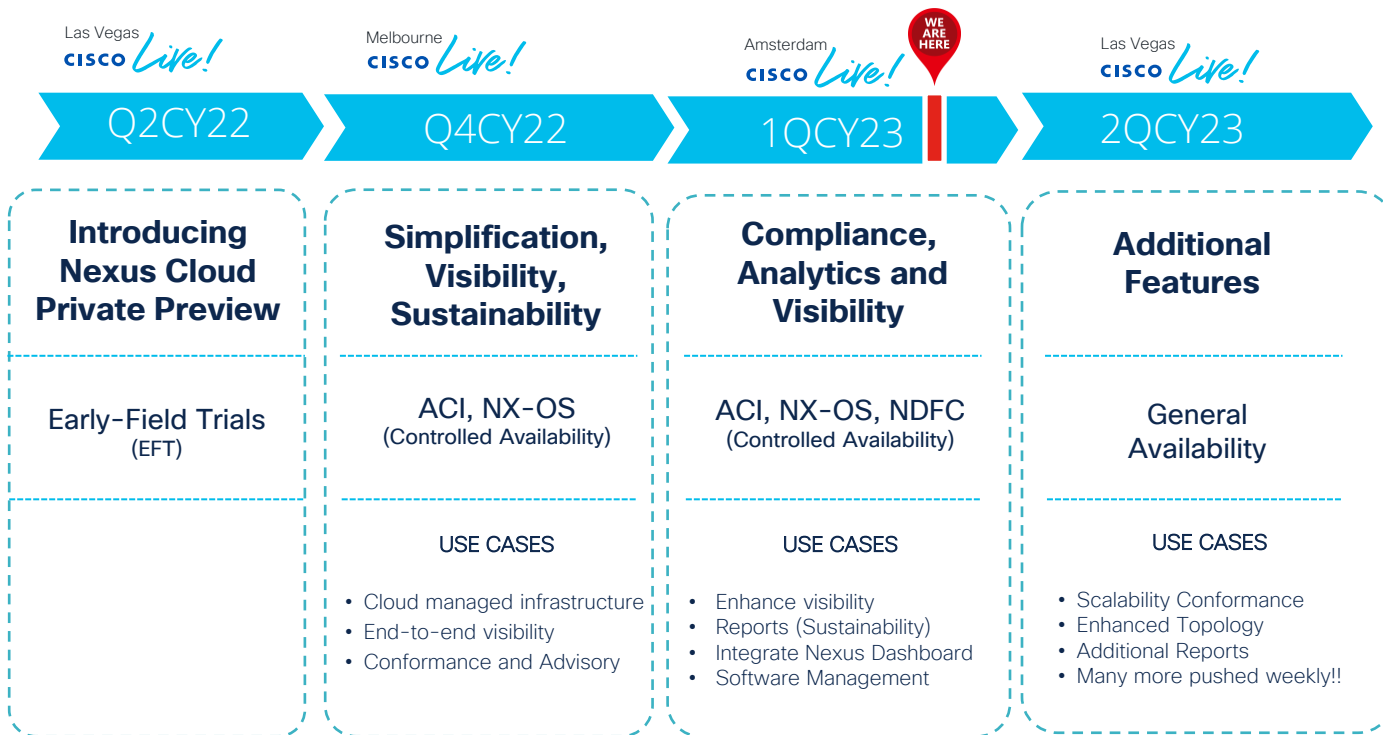 Las Vegas
CISCO Live!
Melbourne
CISCO Live!
Amsterdam
CISCO Live!
WE
ARE
HERE
Las Vegas
CISCO Live!
Q2CY22
Q4CY22
1QCY23
2QCY23
Introducing
Nexus Cloud
Private Preview
Early-Field Trials
(EFT)
Simplification,
Visibility,
Sustainability
ACI, NX-OS
(Controlled Availability)
USE CASES
• Cloud managed infrastructure
• End-to-end visibility
• Conformance and Advisory
Compliance,
Analytics and
Visibility
ACI, NX-OS, NDFC
(Controlled Availability)
USE CASES
• Enhance visibility
• Reports (Sustainability)
• Integrate Nexus Dashboard
• Software Management
Additional
Features
General
Availability
USE CASES
• Scalability Conformance
• Enhanced Topology
• Additional Reports
• Many more pushed weekly!!